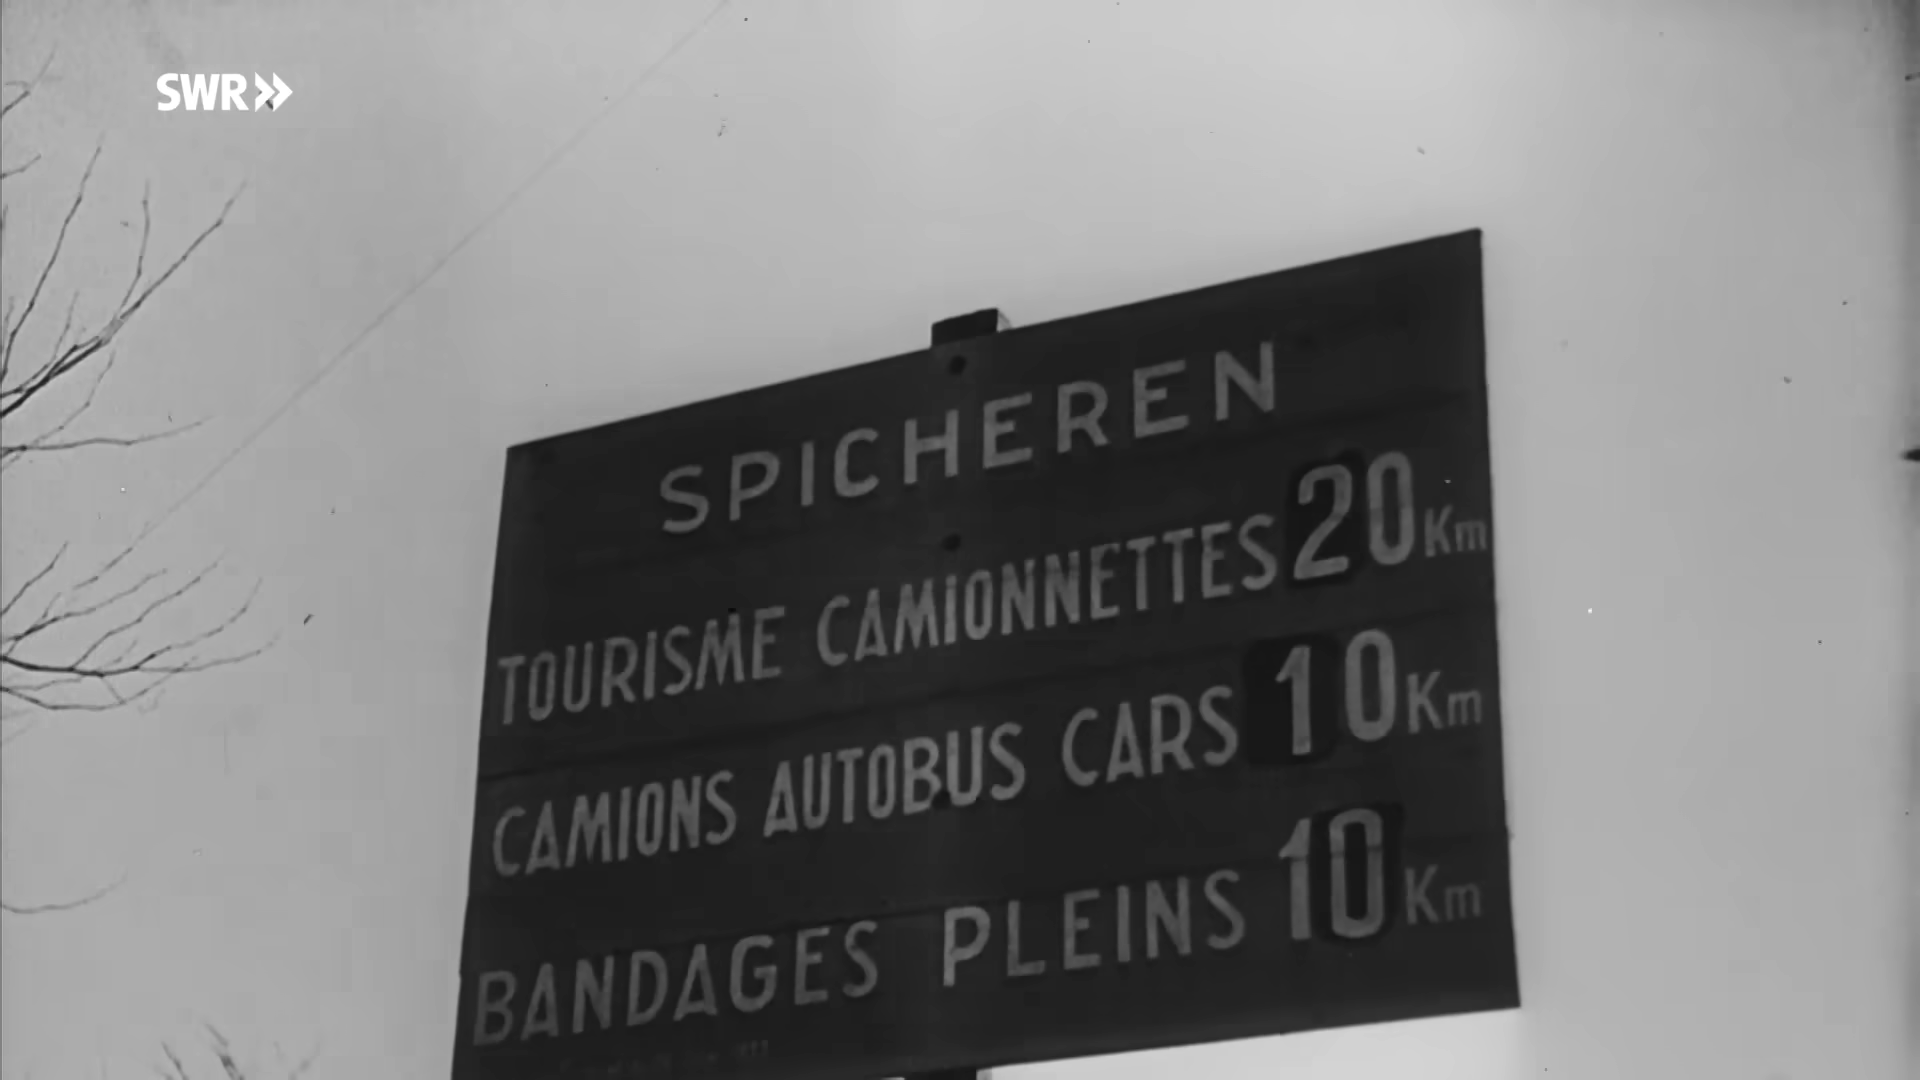 SWR»
SPICHEREN
TOURISME CAMIONNETTES 20 Km
CAMIONS AUTOBUS CARS 10 Km
BANDAGES PLEINS 10 Km